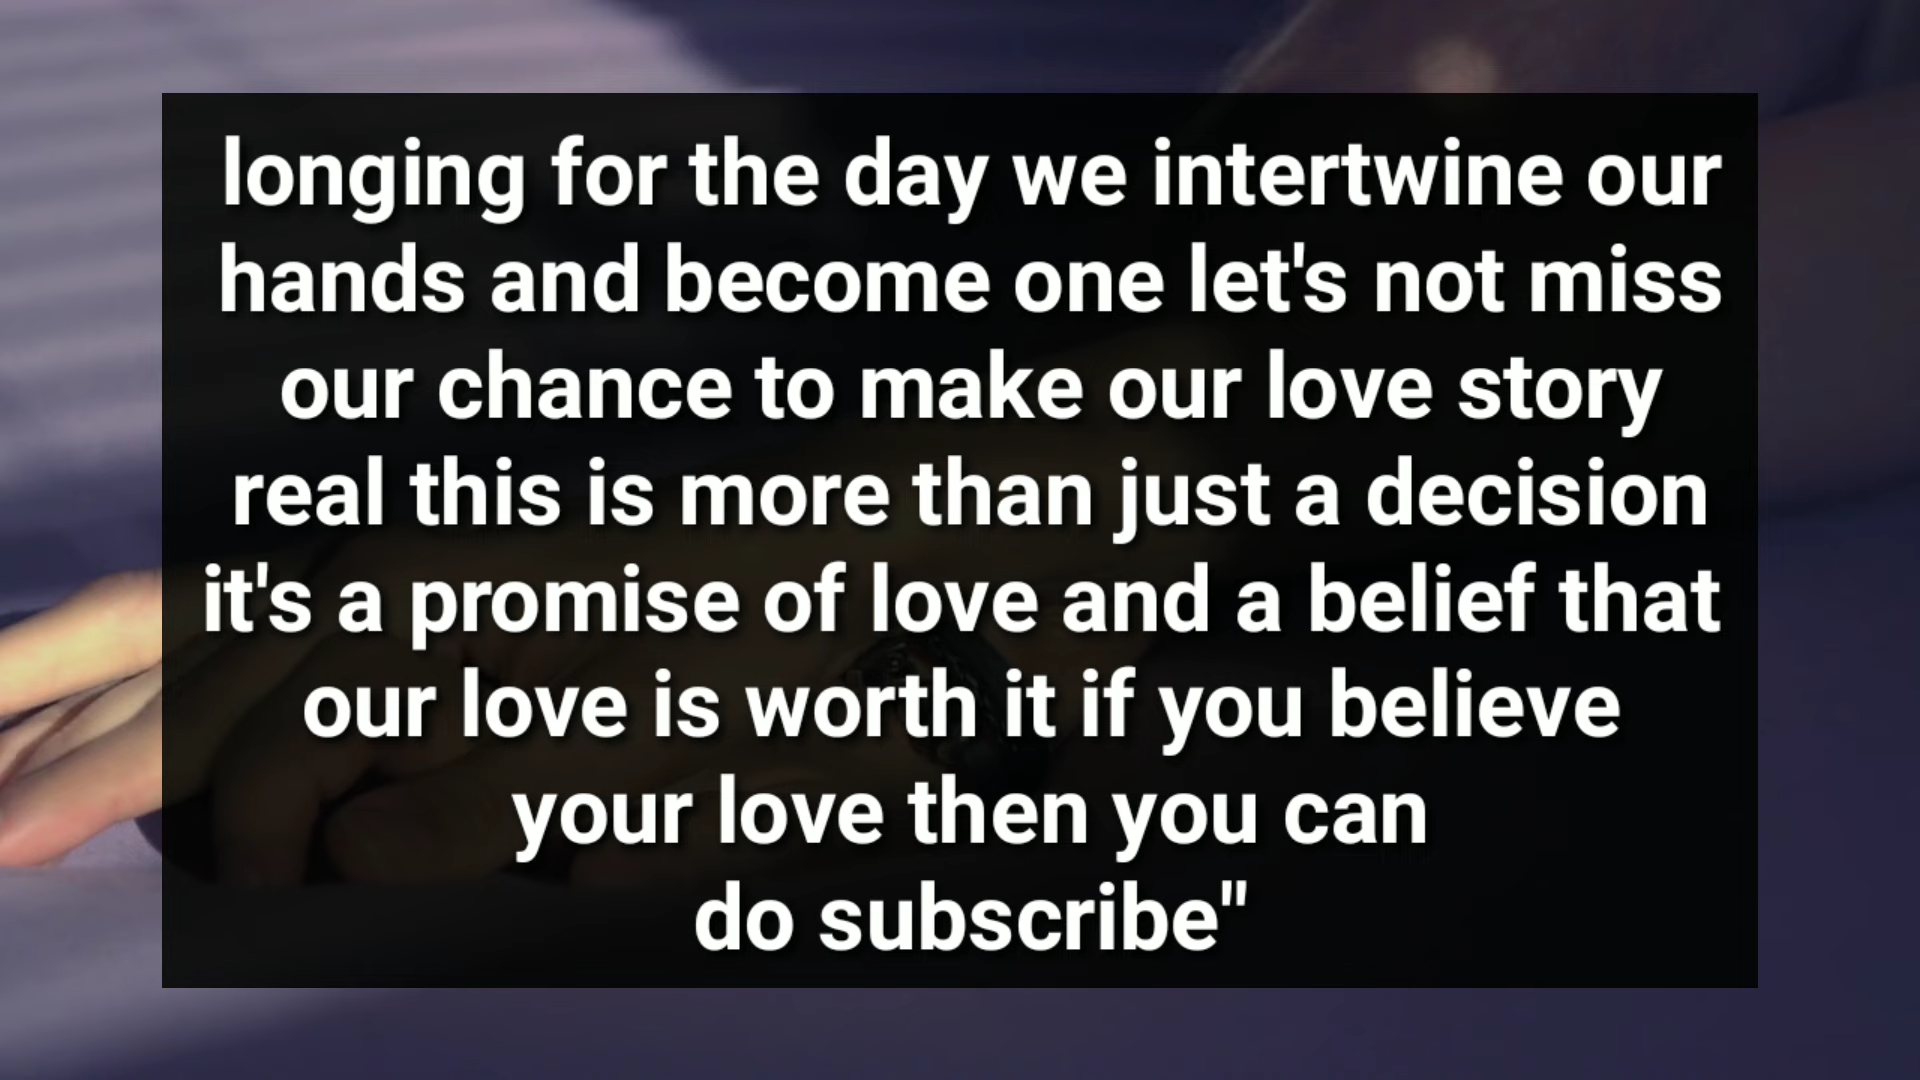 longing for the day we intertwine our
hands and become one let's not miss
our chance to make our love story
real this is more than just a decision
it's a promise of love and a belief that
our love is worth it if you believe
your love then you can
do subscribe"